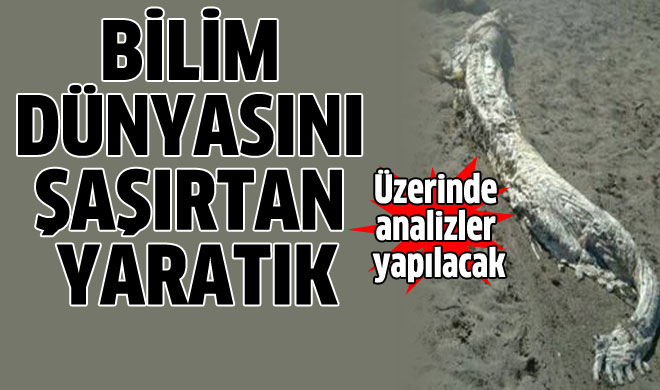 BİLİM
DÜNYASINI
ŞAŞIRTAN
YARATIK
Üzerinde
analizler
yapılacak